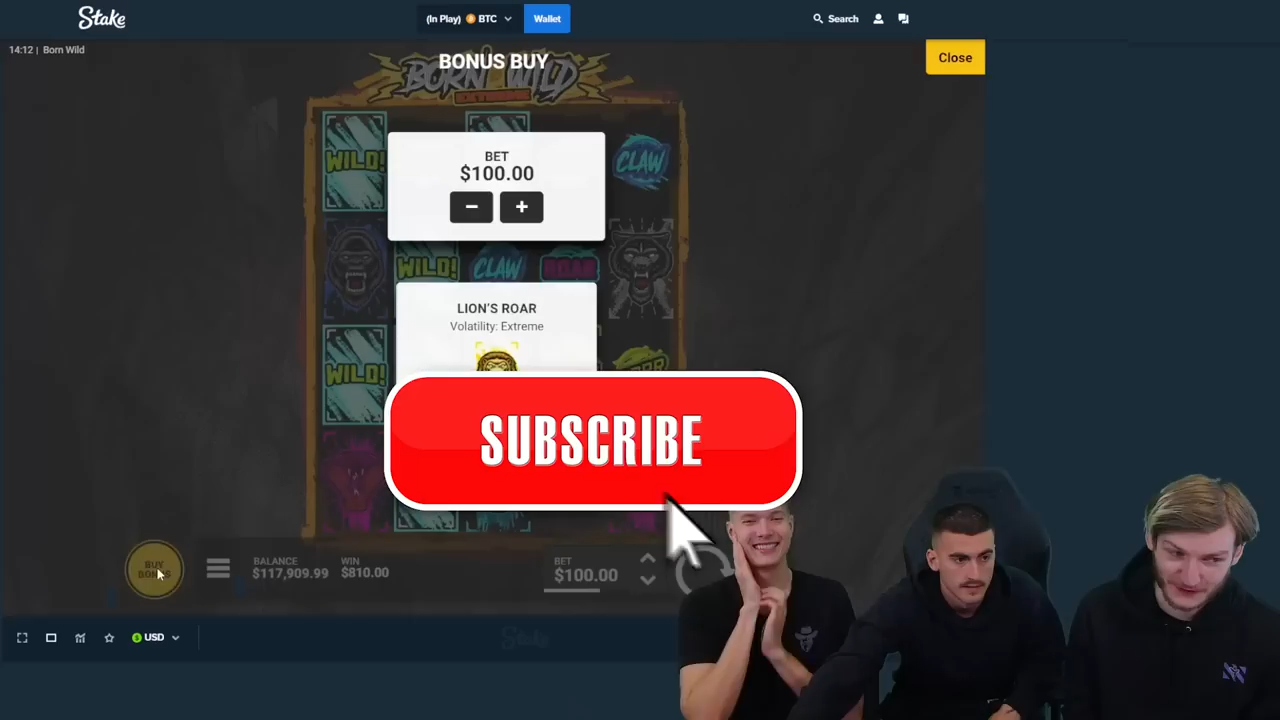 Stake
(In Play) BTC
Wallet
Search
14:12 | Born Wild
BORN WILD
EXTREME
BONUS BUY
Close
BET
$100.00
WILD!
CLAW
WILD!
CLAW
ROAR
LION'S ROAR
Volatility: Extreme
WILD!
SUBSCRIBE
BUY
BONUS
BALANCE
$117,909.99
WIN
$810.00
BET
$100.00
USD
Stake